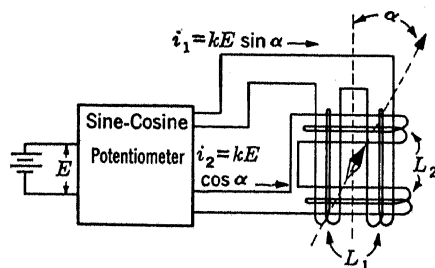 i₁=kE sin α
α
Sine-Cosine
Potentiometer
E
i₂=kE
cos α
L₂
L₁